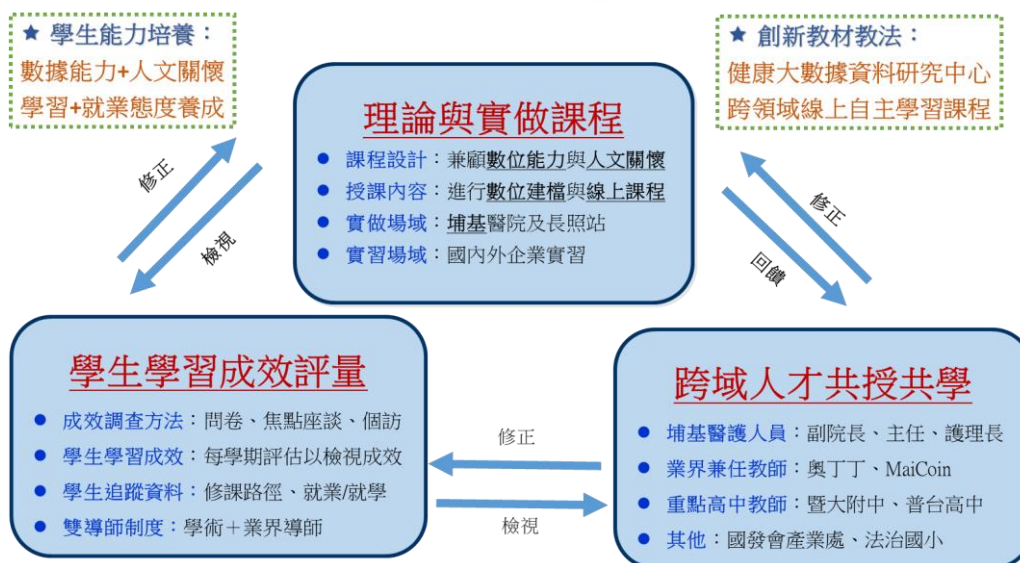 ★ 學生能力培養：
數據能力+人文關懷
學習+就業態度養成
★ 創新教材教法：
健康大數據資料研究中心
跨領域線上自主學習課程
理論與實做課程
● 課程設計：兼顧數位能力與人文關懷
● 授課內容：進行數位建檔與線上課程
● 實做場域：埔基醫院及長照站
● 實習場域：國內外企業實習
修正
檢視
修正
回饋
學生學習成效評量
● 成效調查方法：問卷、焦點座談、個訪
● 學生學習成效：每學期評估以檢視成效
● 學生追蹤資料：修課路徑、就業/就學
● 雙導師制度：學術＋業界導師
修正
檢視
跨域人才共授共學
● 埔基醫護人員：副院長、主任、護理長
● 業界兼任教師：奧丁丁、MaiCoin
● 重點高中教師：暨大附中、普台高中
● 其他：國發會產業處、法治國小